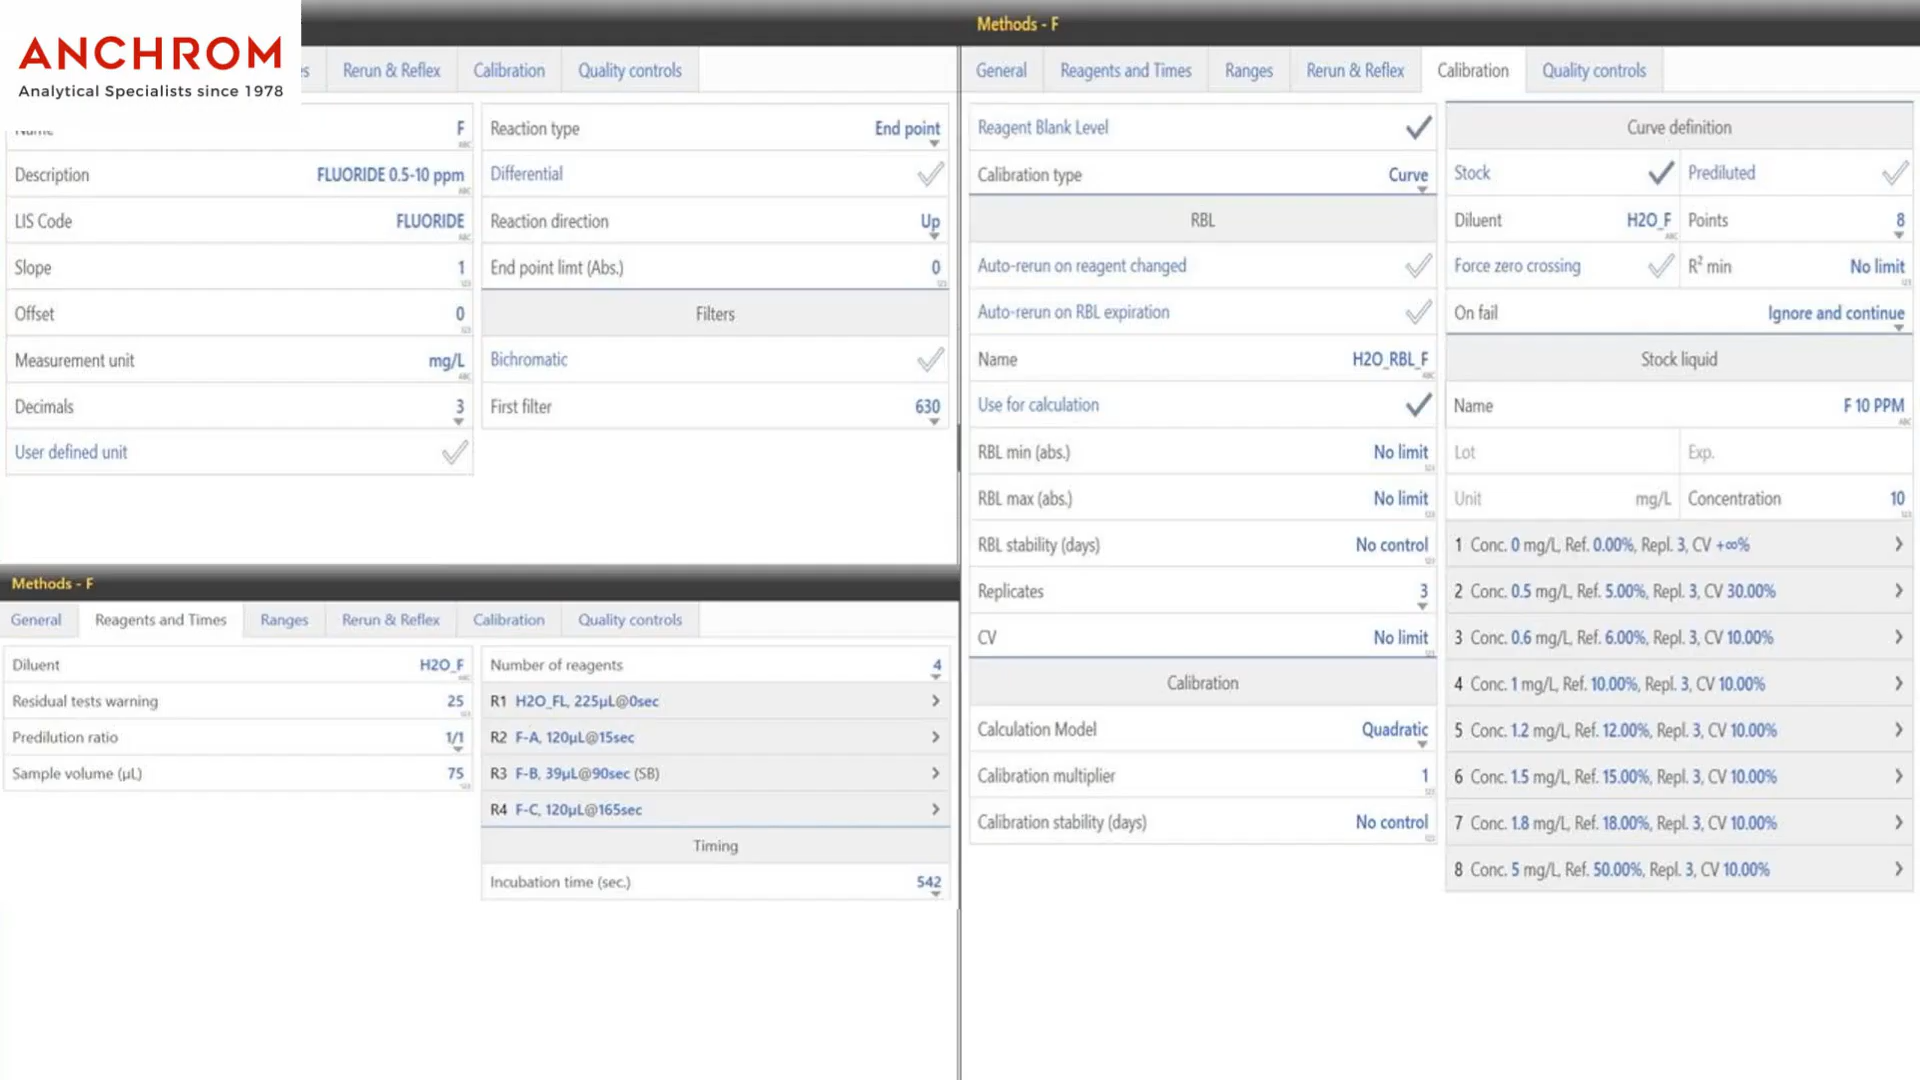 ANCHROM
Analytical Specialists since 1978
Rerun & Reflex Calibration Quality controls
F
Description FLUORIDE 0.5-10 ppm
LIS Code FLUORIDE
Slope 1
Offset 0
Measurement unit mg/L
Decimals 3
User defined unit
Reaction type End point
Differential
Reaction direction Up
End point limt (Abs.) 0
Filters
Bichromatic
First filter 630
Methods - F
General Reagents and Times Ranges Rerun & Reflex Calibration Quality controls
Diluent H2O_F
Residual tests warning 25
Predilution ratio 1/1
Sample volume (µL) 75
Number of reagents 4
R1 H2O_FL, 225µL@0sec
R2 F-A, 120µL@15sec
R3 F-B, 39µL@90sec (SB)
R4 F-C, 120µL@165sec
Timing
Incubation time (sec.) 542
Methods - F
General Reagents and Times Ranges Rerun & Reflex Calibration Quality controls
Reagent Blank Level
Calibration type Curve
RBL
Auto-rerun on reagent changed
Auto-rerun on RBL expiration
Name H2O_RBL_F
Use for calculation
RBL min (abs.) No limit
RBL max (abs.) No limit
RBL stability (days) No control
Replicates 3
CV No limit
Calibration
Calculation Model Quadratic
Calibration multiplier 1
Calibration stability (days) No control
Curve definition
Stock Prediluted
Diluent H2O_F Points 8
Force zero crossing R² min No limit
On fail Ignore and continue
Stock liquid
Name F 10 PPM
Lot Exp.
Unit mg/L Concentration 10
1 Conc. 0 mg/L, Ref. 0.00%, Repl. 3, CV +∞%
2 Conc. 0.5 mg/L, Ref. 5.00%, Repl. 3, CV 30.00%
3 Conc. 0.6 mg/L, Ref. 6.00%, Repl. 3, CV 10.00%
4 Conc. 1 mg/L, Ref. 10.00%, Repl. 3, CV 10.00%
5 Conc. 1.2 mg/L, Ref. 12.00%, Repl. 3, CV 10.00%
6 Conc. 1.5 mg/L, Ref. 15.00%, Repl. 3, CV 10.00%
7 Conc. 1.8 mg/L, Ref. 18.00%, Repl. 3, CV 10.00%
8 Conc. 5 mg/L, Ref. 50.00%, Repl. 3, CV 10.00%